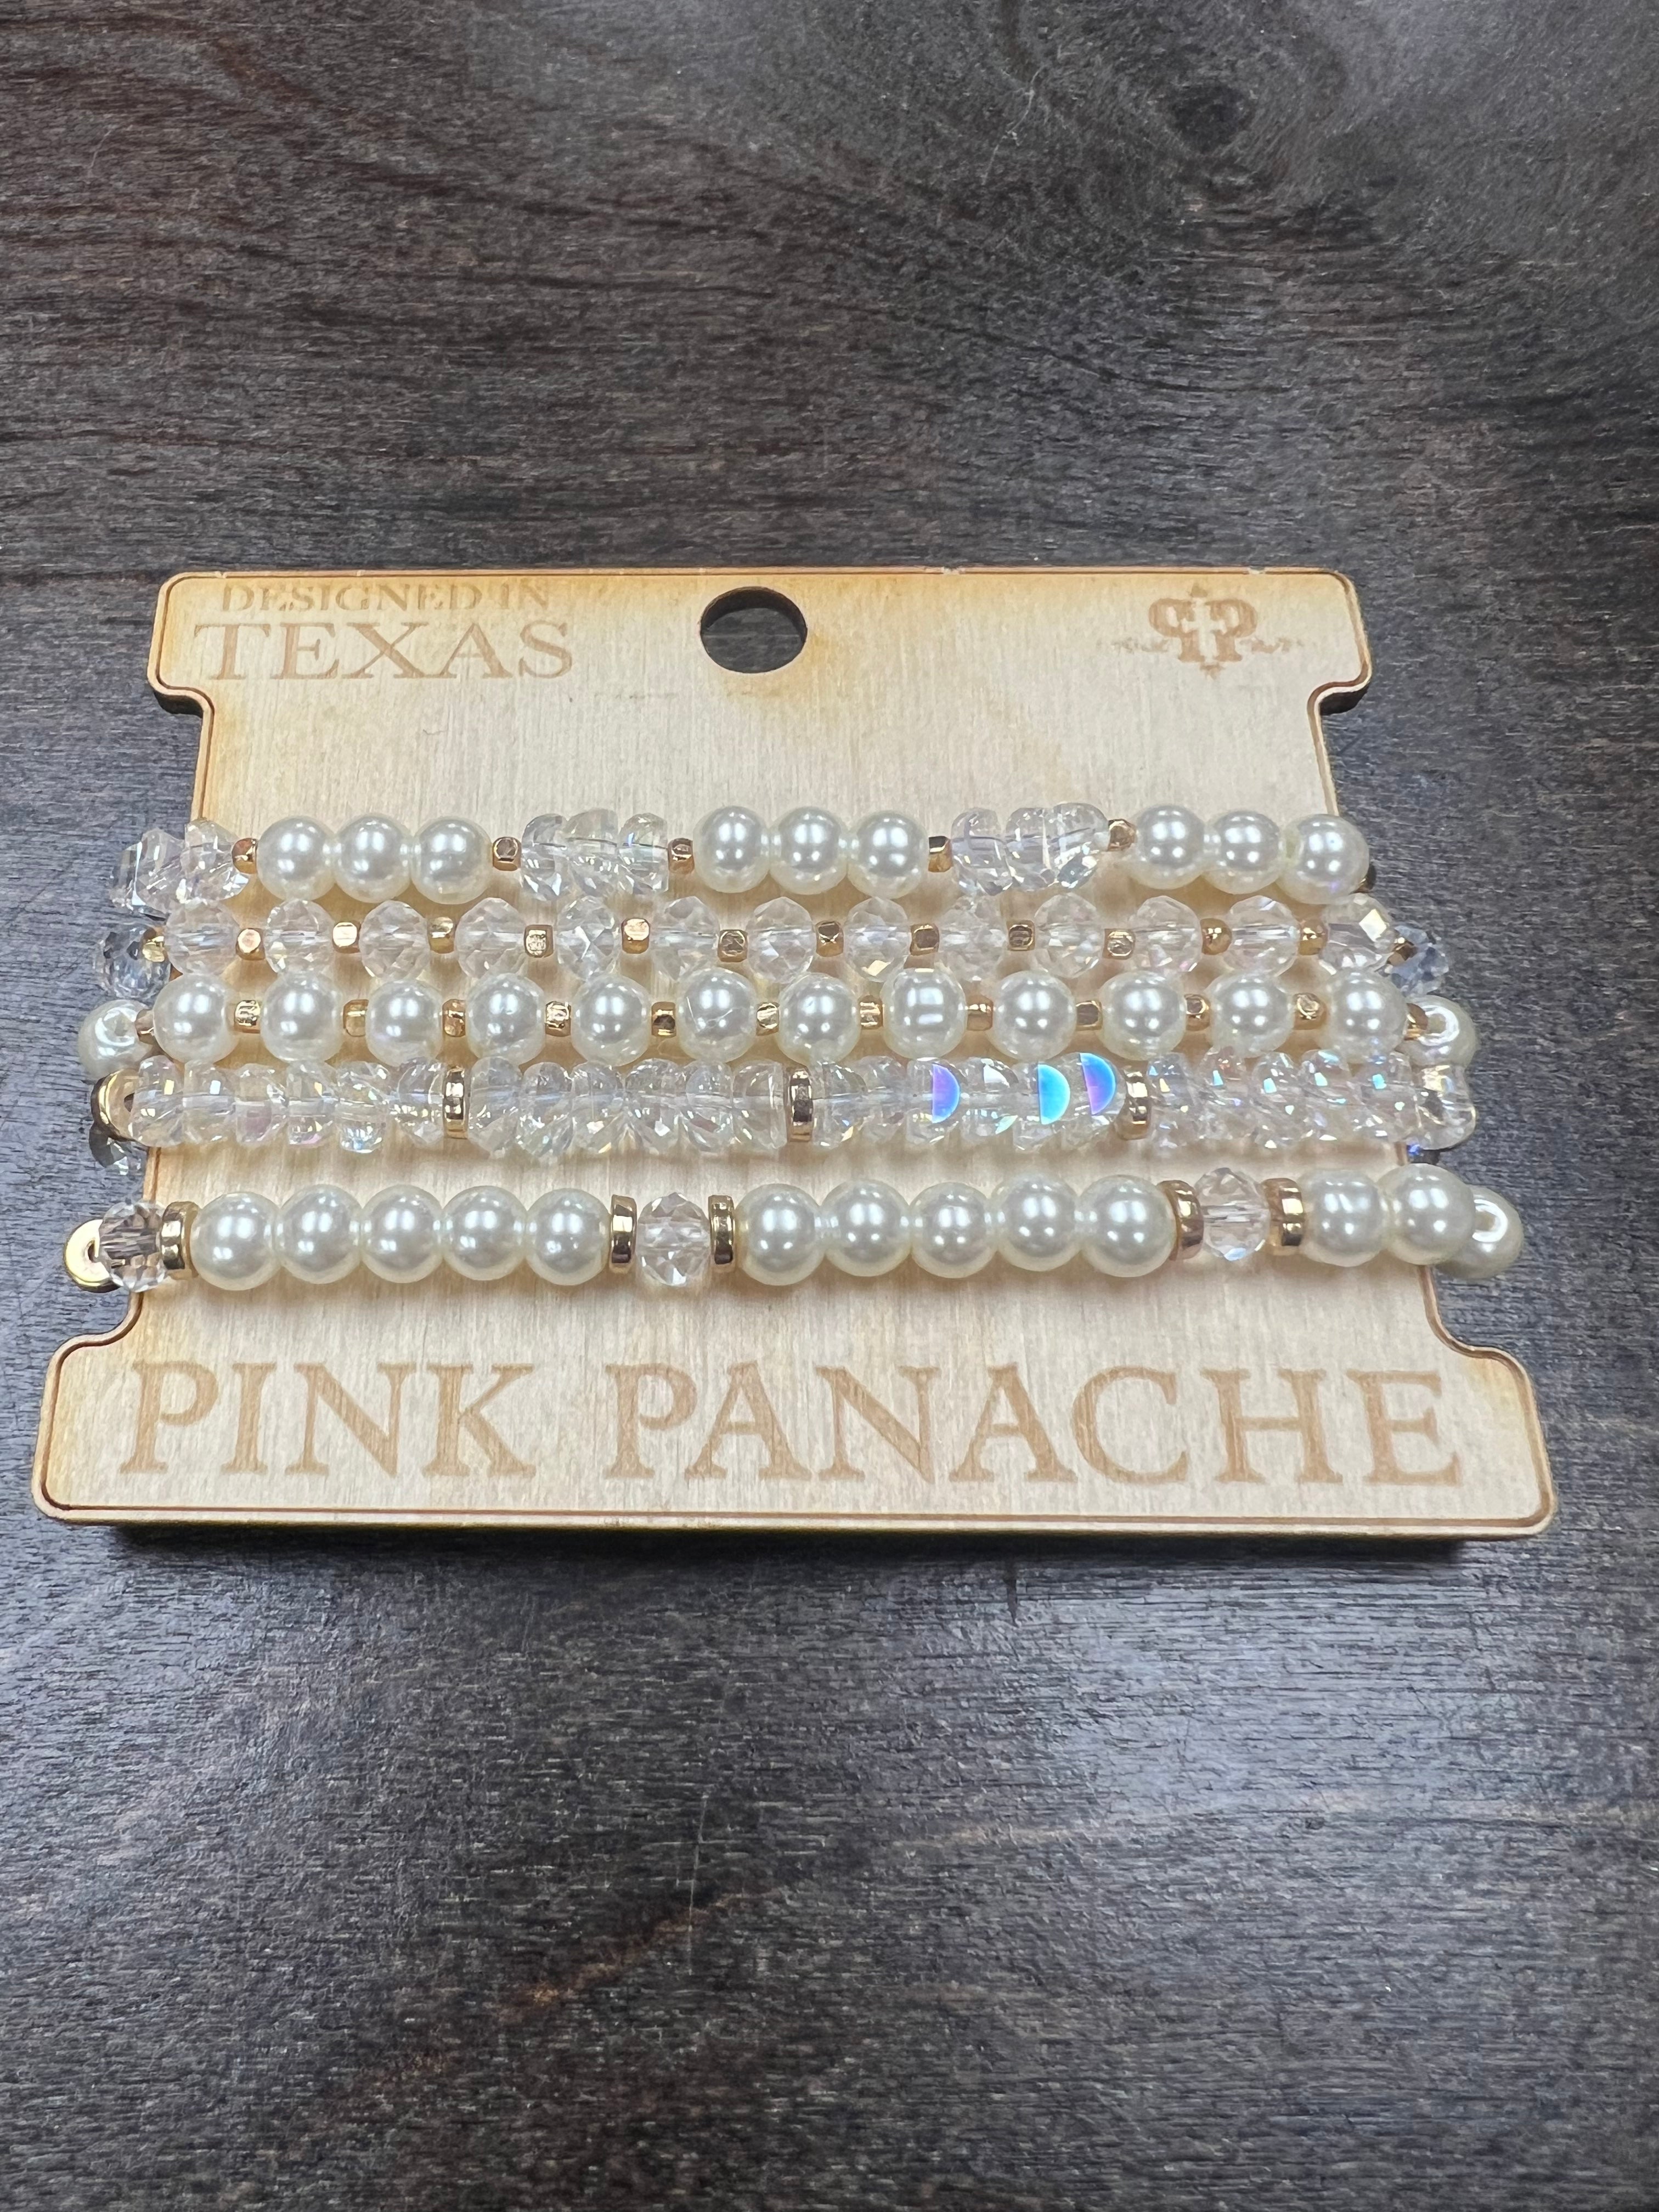 DESIGNED IN
TEXAS
PINK PANACHE